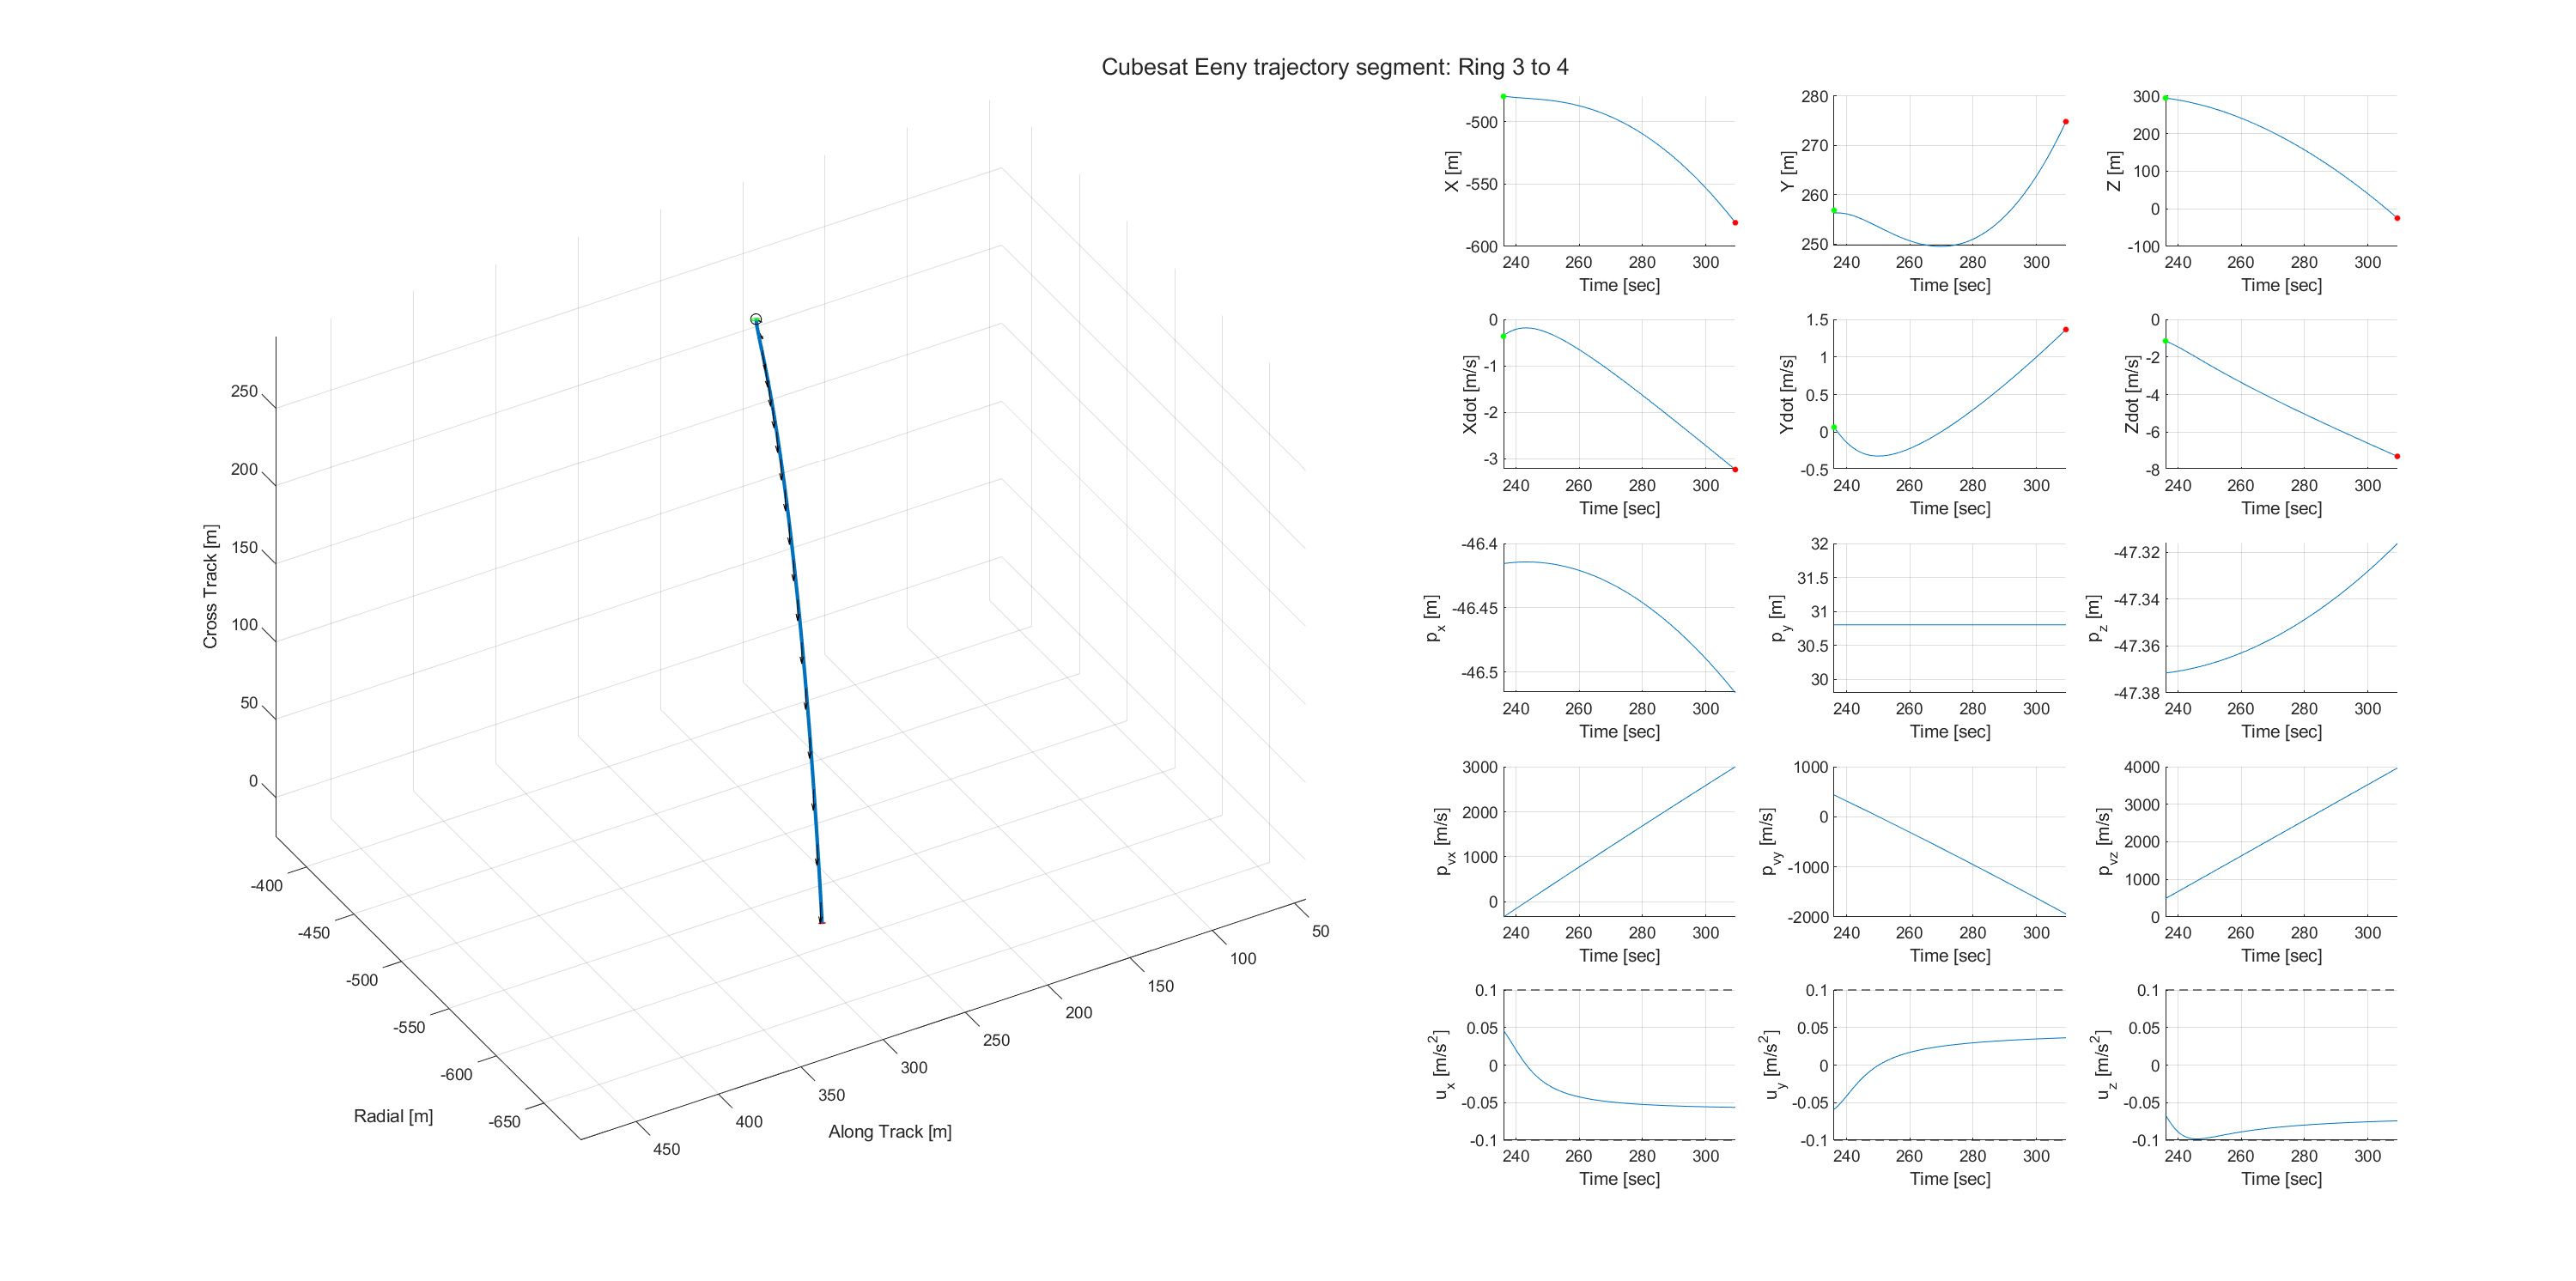 Cubesat Eeny trajectory segment: Ring 3 to 4
250
200
150
100
50
0
Cross Track [m]
-400
-450
-500
-550
-600
-650
Radial [m]
450
400
350
300
250
200
150
100
50
Along Track [m]
-500
-550
-600
X [m]
240 260 280 300
Time [sec]
280
270
260
250
Y [m]
240 260 280 300
Time [sec]
300
200
100
0
-100
Z [m]
240 260 280 300
Time [sec]
0
-1
-2
-3
Xdot [m/s]
240 260 280 300
Time [sec]
1.5
1
0.5
0
-0.5
Ydot [m/s]
240 260 280 300
Time [sec]
0
-2
-4
-6
-8
Zdot [m/s]
240 260 280 300
Time [sec]
-46.4
-46.45
-46.5
p_x [m]
240 260 280 300
Time [sec]
32
31.5
31
30.5
30
p_y [m]
240 260 280 300
Time [sec]
-47.32
-47.34
-47.36
-47.38
p_z [m]
240 260 280 300
Time [sec]
3000
2000
1000
0
p_vx [m/s]
240 260 280 300
Time [sec]
1000
0
-1000
-2000
p_vy [m/s]
240 260 280 300
Time [sec]
4000
3000
2000
1000
0
p_vz [m/s]
240 260 280 300
Time [sec]
0.1
0.05
0
-0.05
-0.1
u_x [m/s²]
240 260 280 300
Time [sec]
0.1
0.05
0
-0.05
-0.1
u_y [m/s²]
240 260 280 300
Time [sec]
0.1
0.05
0
-0.05
-0.1
u_z [m/s²]
240 260 280 300
Time [sec]